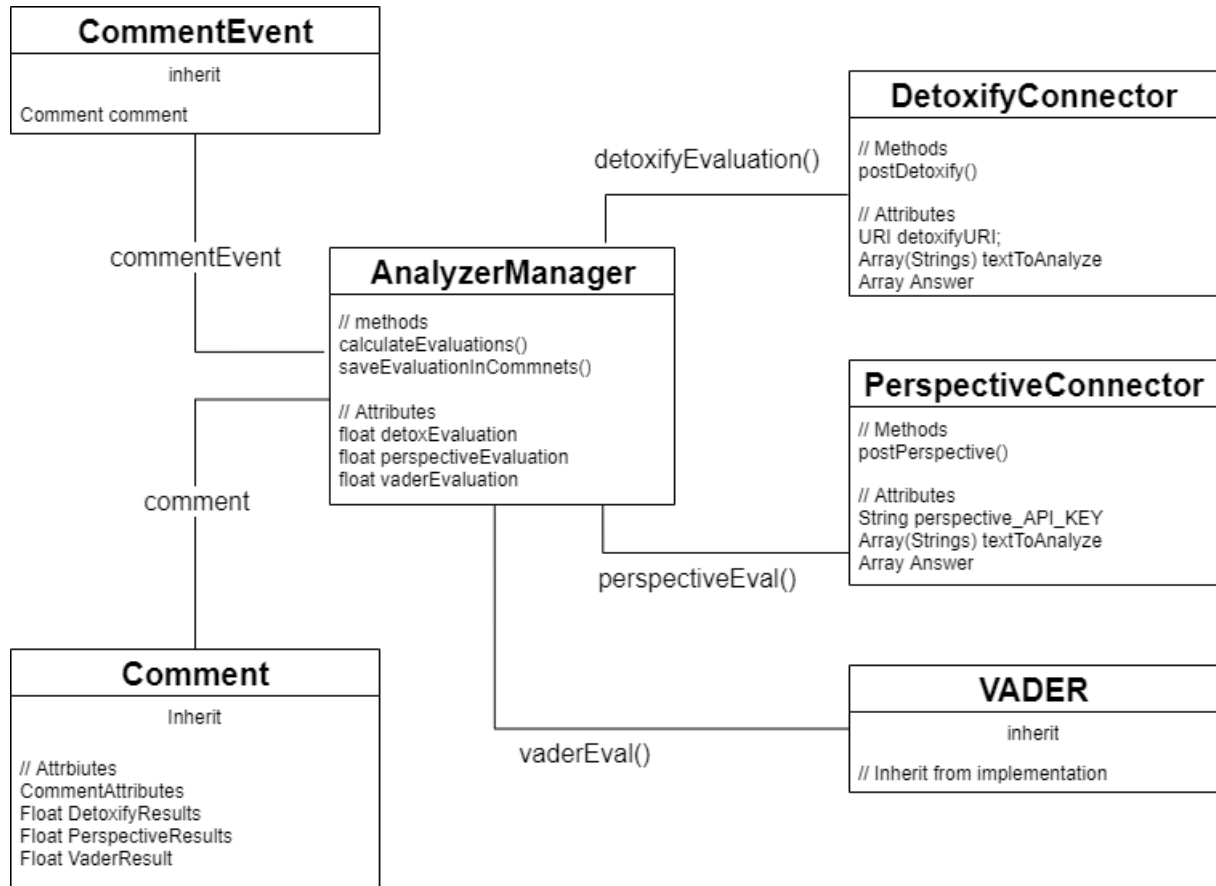 CommentEvent
inherit
Comment comment
commentEvent
comment
Comment
Inherit
// Attrbiutes
CommentAttributes
Float DetoxifyResults
Float PerspectiveResults
Float VaderResult
AnalyzerManager
// methods
calculateEvaluations()
saveEvaluationInCommnets()
// Attributes
float detoxEvaluation
float perspectiveEvaluation
float vaderEvaluation
detoxifyEvaluation()
DetoxifyConnector
// Methods
postDetoxify()
// Attributes
URI detoxifyURI;
Array(Strings) textToAnalyze
Array Answer
perspectiveEval()
PerspectiveConnector
// Methods
postPerspective()
// Attributes
String perspective_API_KEY
Array(Strings) textToAnalyze
Array Answer
vaderEval()
VADER
inherit
// Inherit from implementation